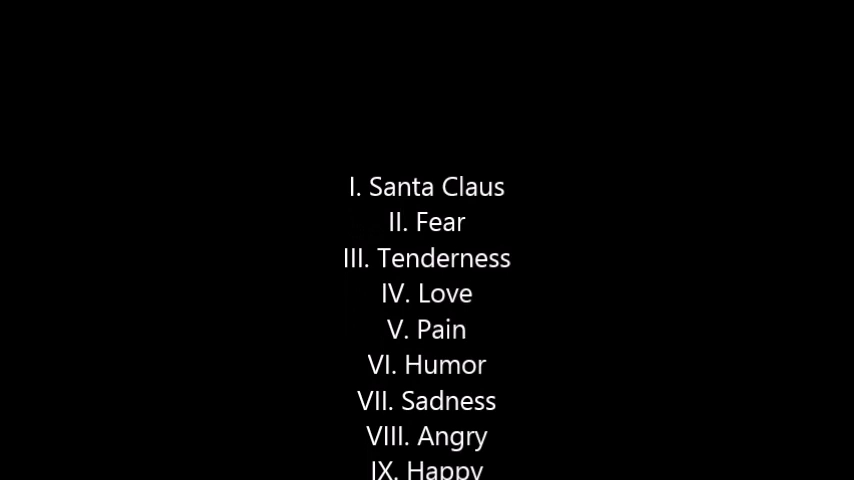 I. Santa Claus
II. Fear
III. Tenderness
IV. Love
V. Pain
VI. Humor
VII. Sadness
VIII. Angry
IX. Happy